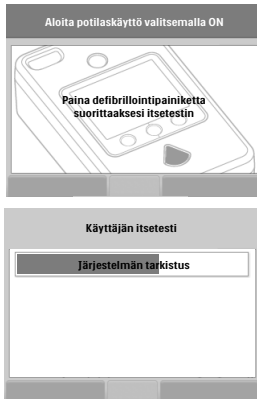 Aloita potilaskäyttö valitsemalla ON
Paina defibrillointipainiketta
suorittaaksesi itsetestin
Käyttäjän itsetesti
Järjestelmän tarkistus